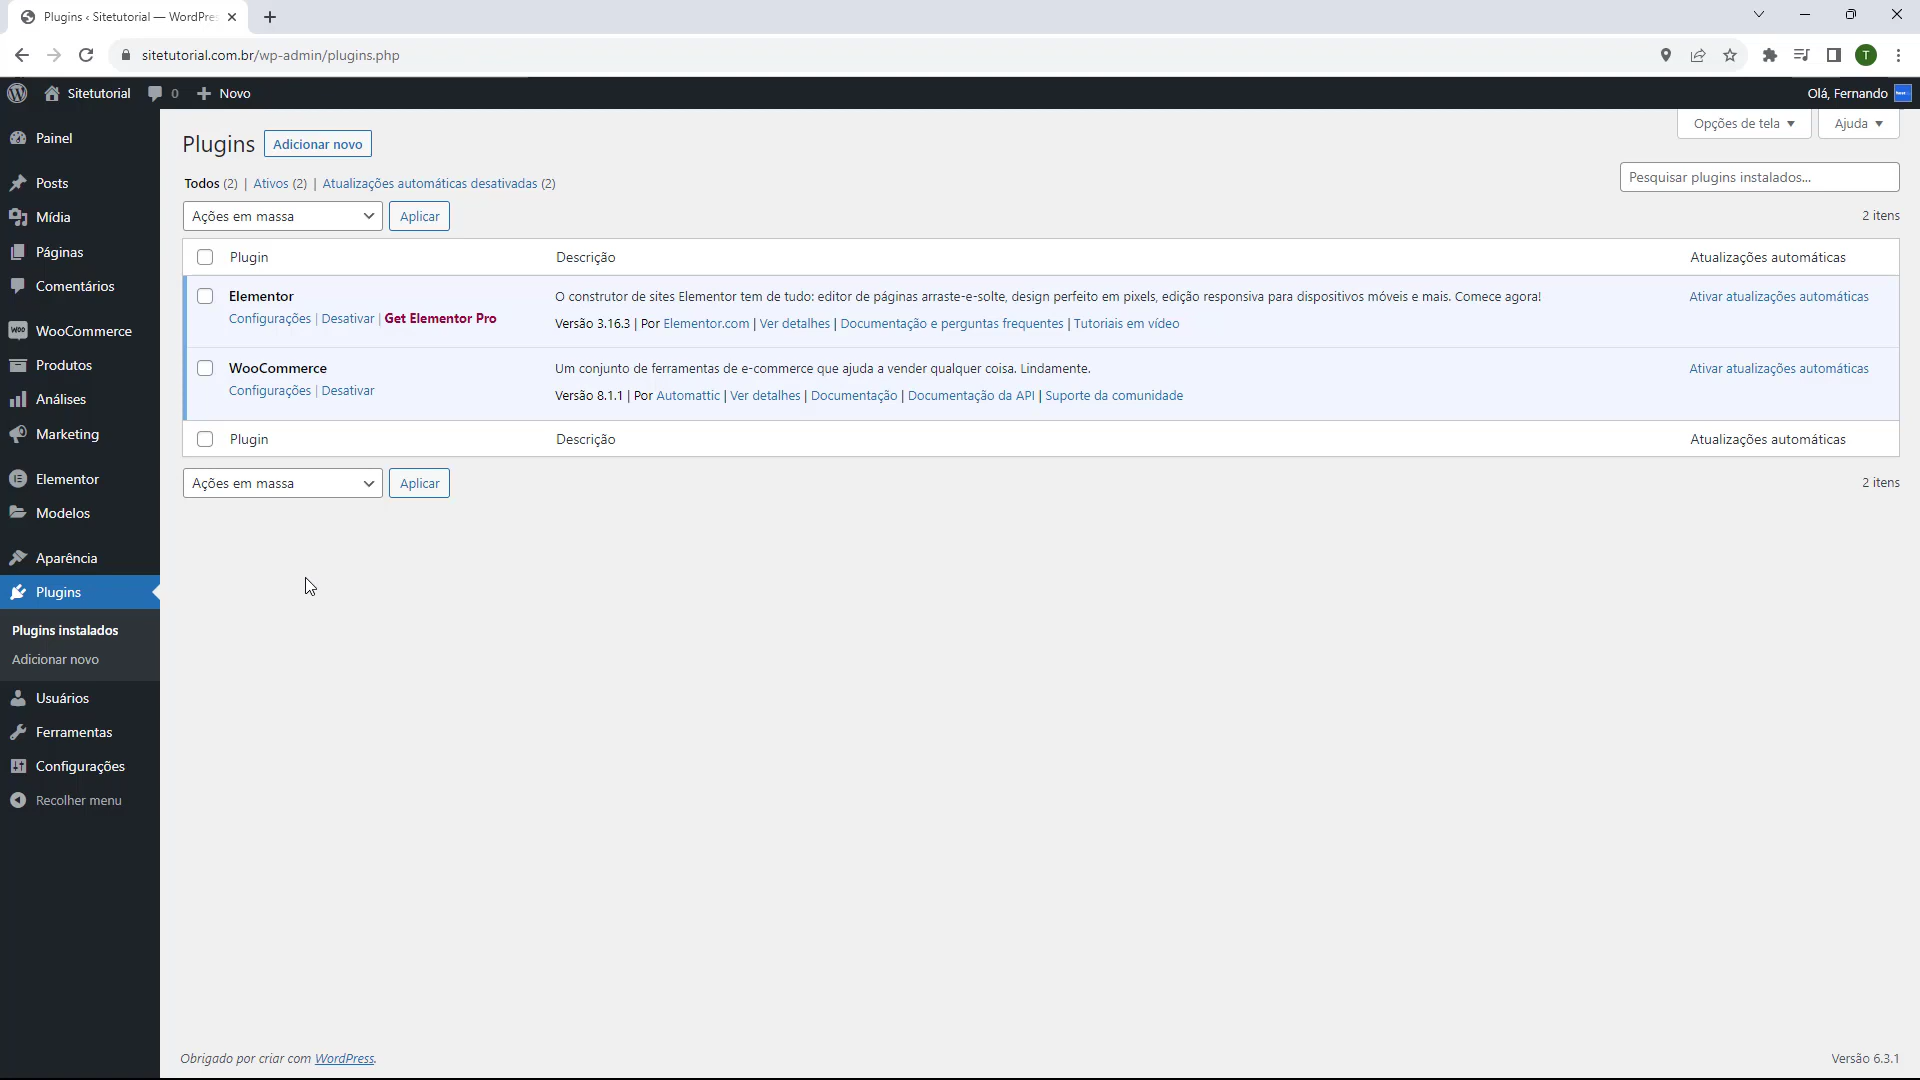 Plugins ‹ Sitetutorial — WordPre
sitetutorial.com.br/wp-admin/plugins.php
T
Sitetutorial 0 Novo
Olá, Fernando
Painel
Posts
Mídia
Páginas
Comentários
WooCommerce
Produtos
Análises
Marketing
Elementor
Modelos
Aparência
Plugins
Plugins instalados
Adicionar novo
Usuários
Ferramentas
Configurações
Recolher menu
Opções de tela Ajuda
Plugins Adicionar novo
Todos (2) | Ativos (2) | Atualizações automáticas desativadas (2)
Pesquisar plugins instalados...
Ações em massa Aplicar
2 itens
Plugin Descrição Atualizações automáticas
Elementor O construtor de sites Elementor tem de tudo: editor de páginas arraste-e-solte, design perfeito em pixels, edição responsiva para dispositivos móveis e mais. Comece agora! Ativar atualizações automáticas
Configurações | Desativar | Get Elementor Pro Versão 3.16.3 | Por Elementor.com | Ver detalhes | Documentação e perguntas frequentes | Tutoriais em vídeo
WooCommerce Um conjunto de ferramentas de e-commerce que ajuda a vender qualquer coisa. Lindamente. Ativar atualizações automáticas
Configurações | Desativar Versão 8.1.1 | Por Automattic | Ver detalhes | Documentação | Documentação da API | Suporte da comunidade
Plugin Descrição Atualizações automáticas
Ações em massa Aplicar
2 itens
Obrigado por criar com WordPress.
Versão 6.3.1